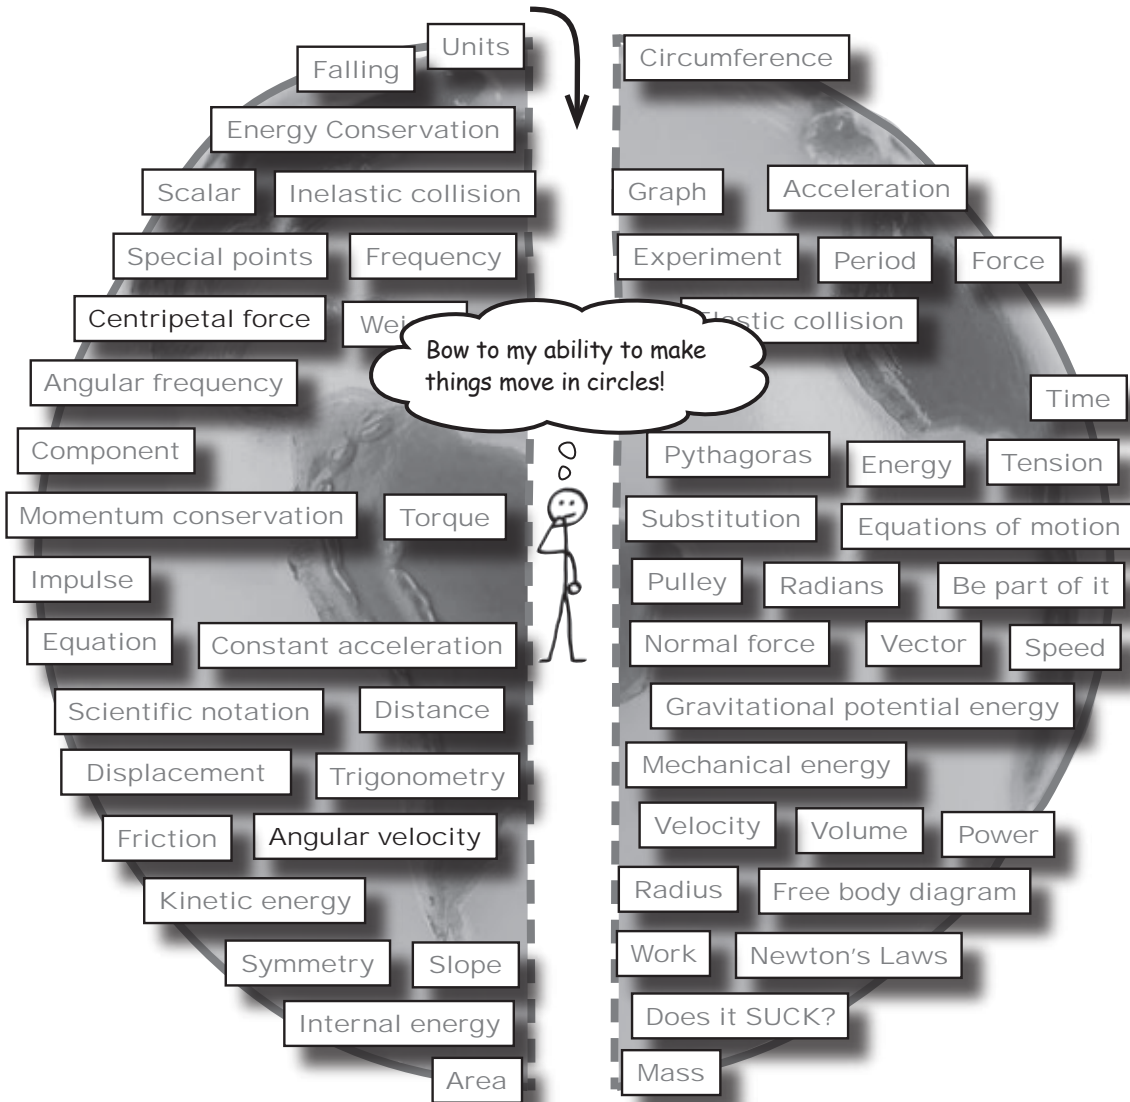 Units
Falling
Circumference
Energy Conservation
Scalar
Inelastic collision
Graph
Acceleration
Special points
Frequency
Experiment
Period
Force
Centripetal force
Wei
Elastic collision
Bow to my ability to make
things move in circles!
Angular frequency
Time
Component
Pythagoras
Energy
Tension
Momentum conservation
Torque
Substitution
Equations of motion
Impulse
Pulley
Radians
Be part of it
Equation
Constant acceleration
Normal force
Vector
Speed
Scientific notation
Distance
Gravitational potential energy
Displacement
Trigonometry
Mechanical energy
Friction
Angular velocity
Velocity
Volume
Power
Kinetic energy
Radius
Free body diagram
Symmetry
Slope
Work
Newton's Laws
Internal energy
Does it SUCK?
Area
Mass